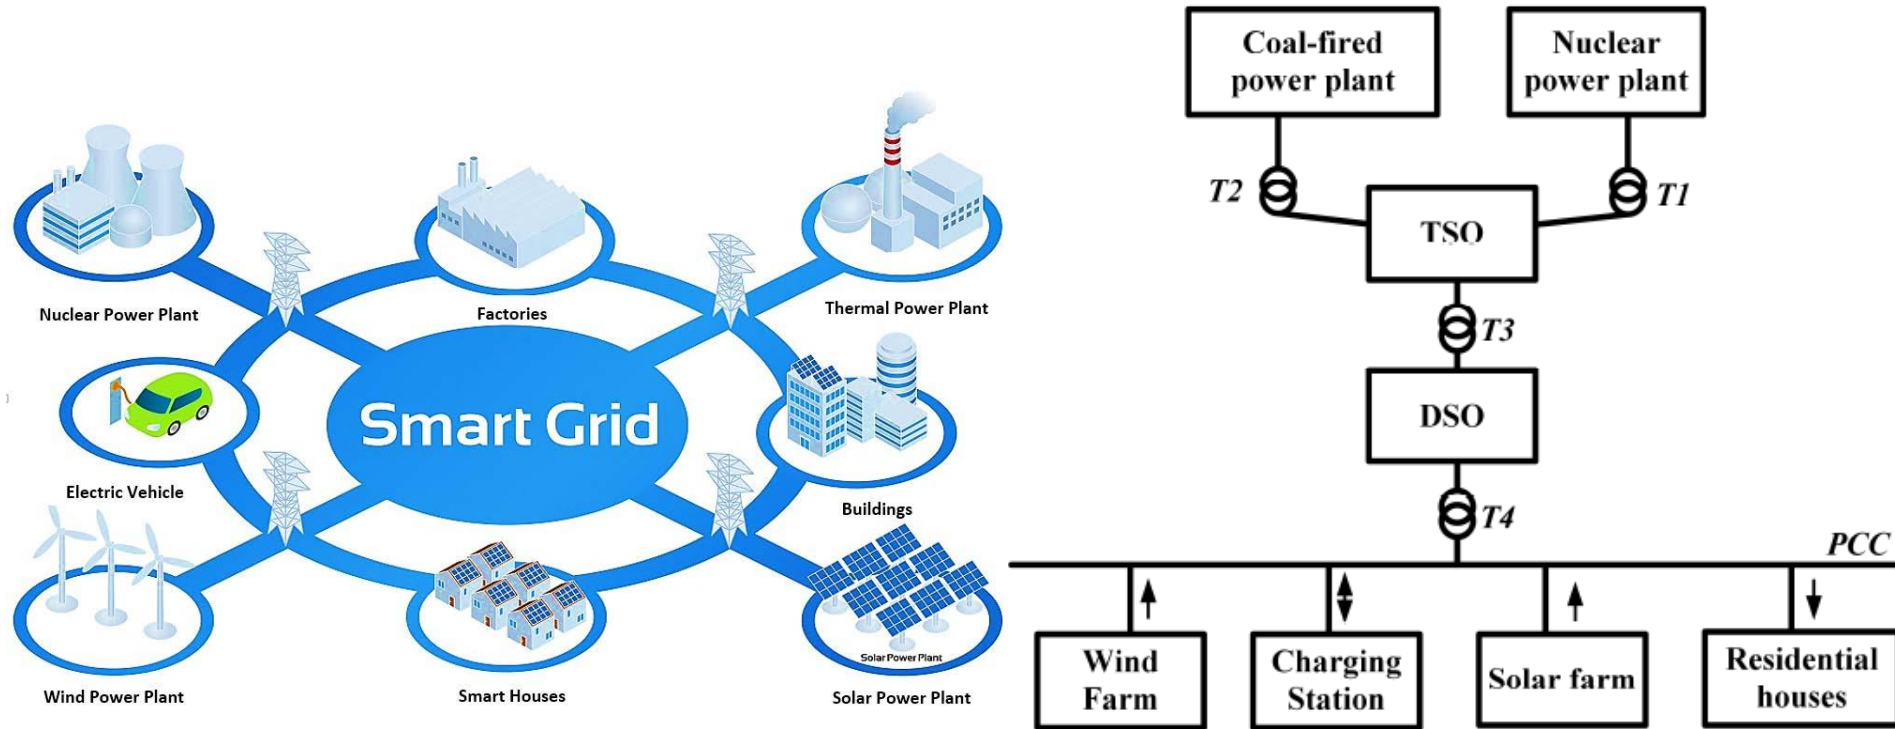 Nuclear Power Plant
Factories
Thermal Power Plant
Smart Grid
Electric Vehicle
Buildings
Wind Power Plant
Smart Houses
Solar Power Plant
Solar Power Plant
Coal-fired
power plant
Nuclear
power plant
T2
T1
TSO
T3
DSO
T4
PCC
Wind
Farm
Charging
Station
Solar farm
Residential
houses